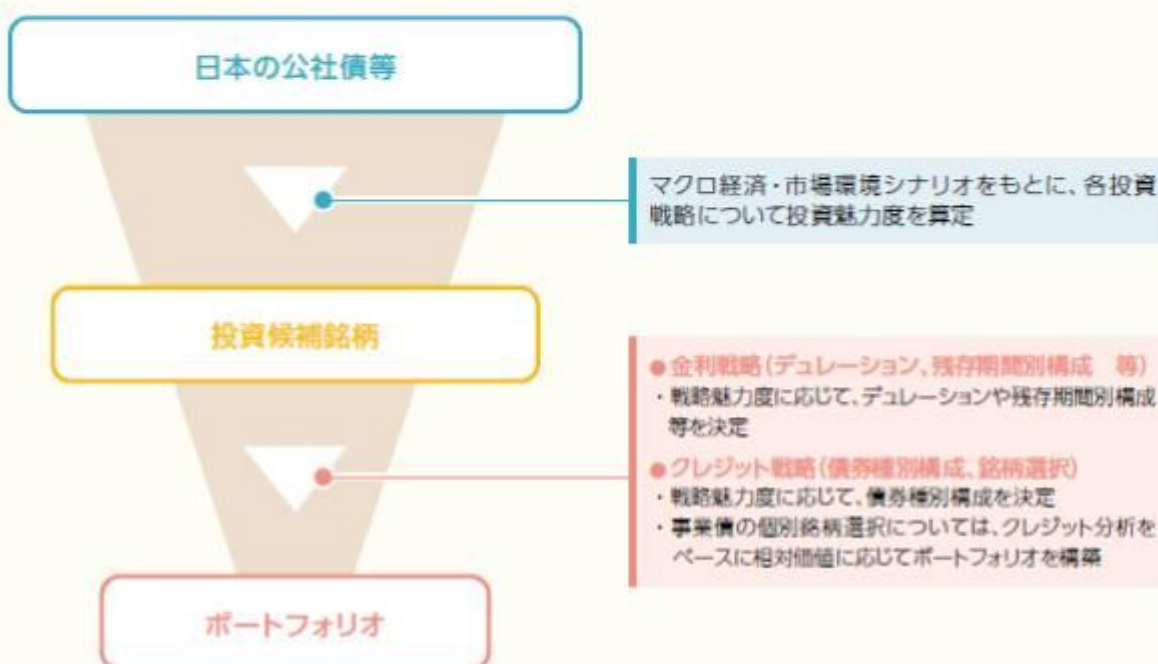 日本の公社債等
マクロ経済・市場環境シナリオをもとに、各投資
戦略について投資魅力度を算定
投資候補銘柄
●金利戦略(デュレーション、残存期間別構成　等)
・戦略魅力度に応じて、デュレーションや残存期間別構成
等を決定
●クレジット戦略(債券種別構成、銘柄選択)
・戦略魅力度に応じて、債券種別構成を決定
・事業債の個別銘柄選択については、クレジット分析を
ベースに相対価値に応じてポートフォリオを構築
ポートフォリオ